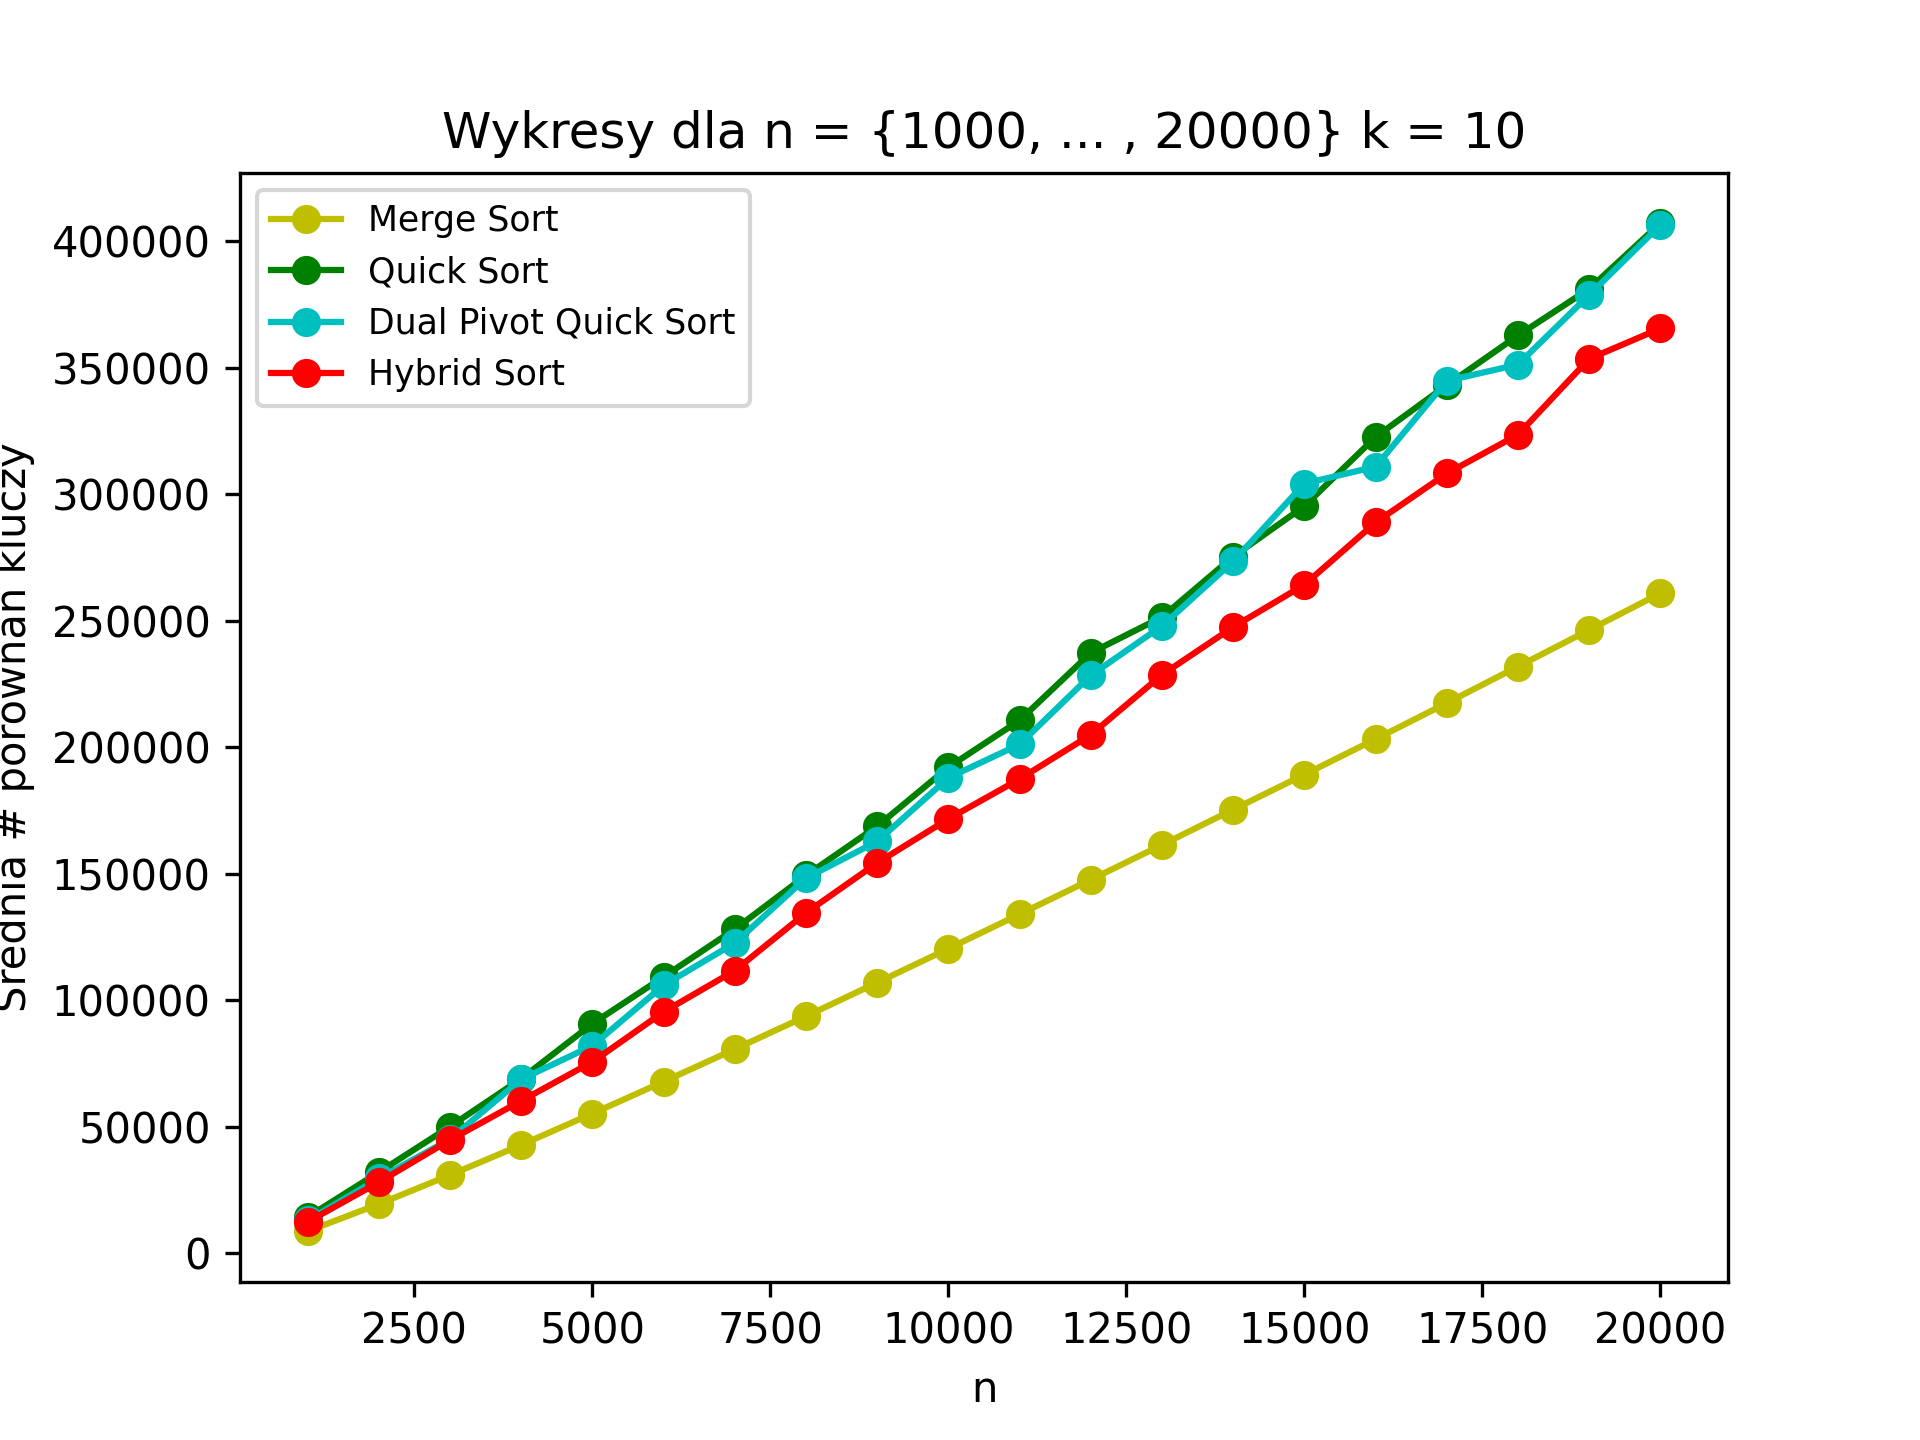 Wykresy dla n = {1000, ... , 20000} k = 10
Merge Sort
Quick Sort
Dual Pivot Quick Sort
Hybrid Sort
Srednia # porownan kluczy
400000
350000
300000
250000
200000
150000
100000
50000
0
2500 5000 7500 10000 12500 15000 17500 20000
n